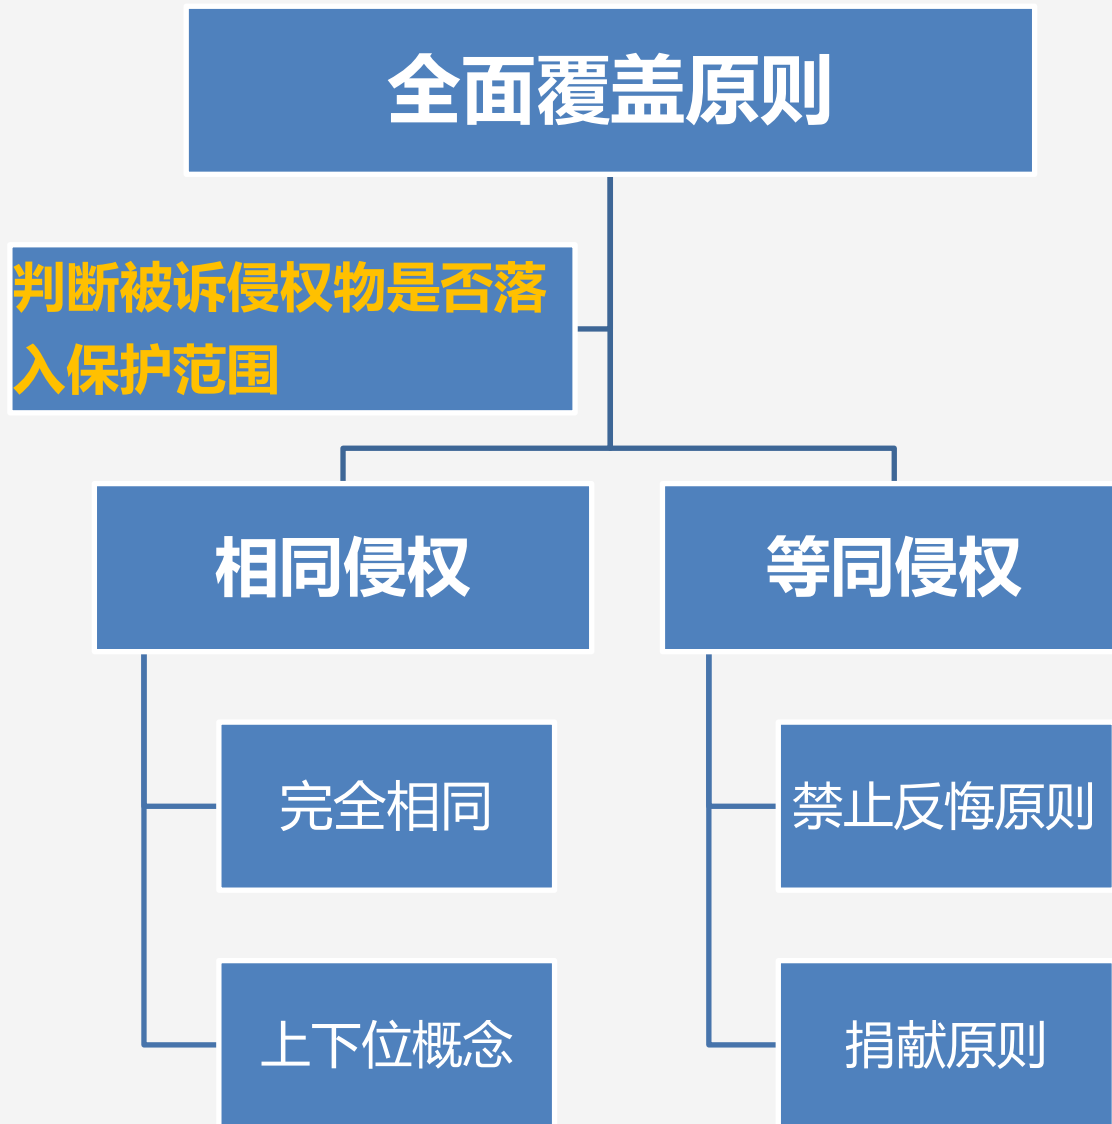 全面覆盖原则
判断被诉侵权物是否落
入保护范围
相同侵权
等同侵权
完全相同
禁止反悔原则
上下位概念
捐献原则